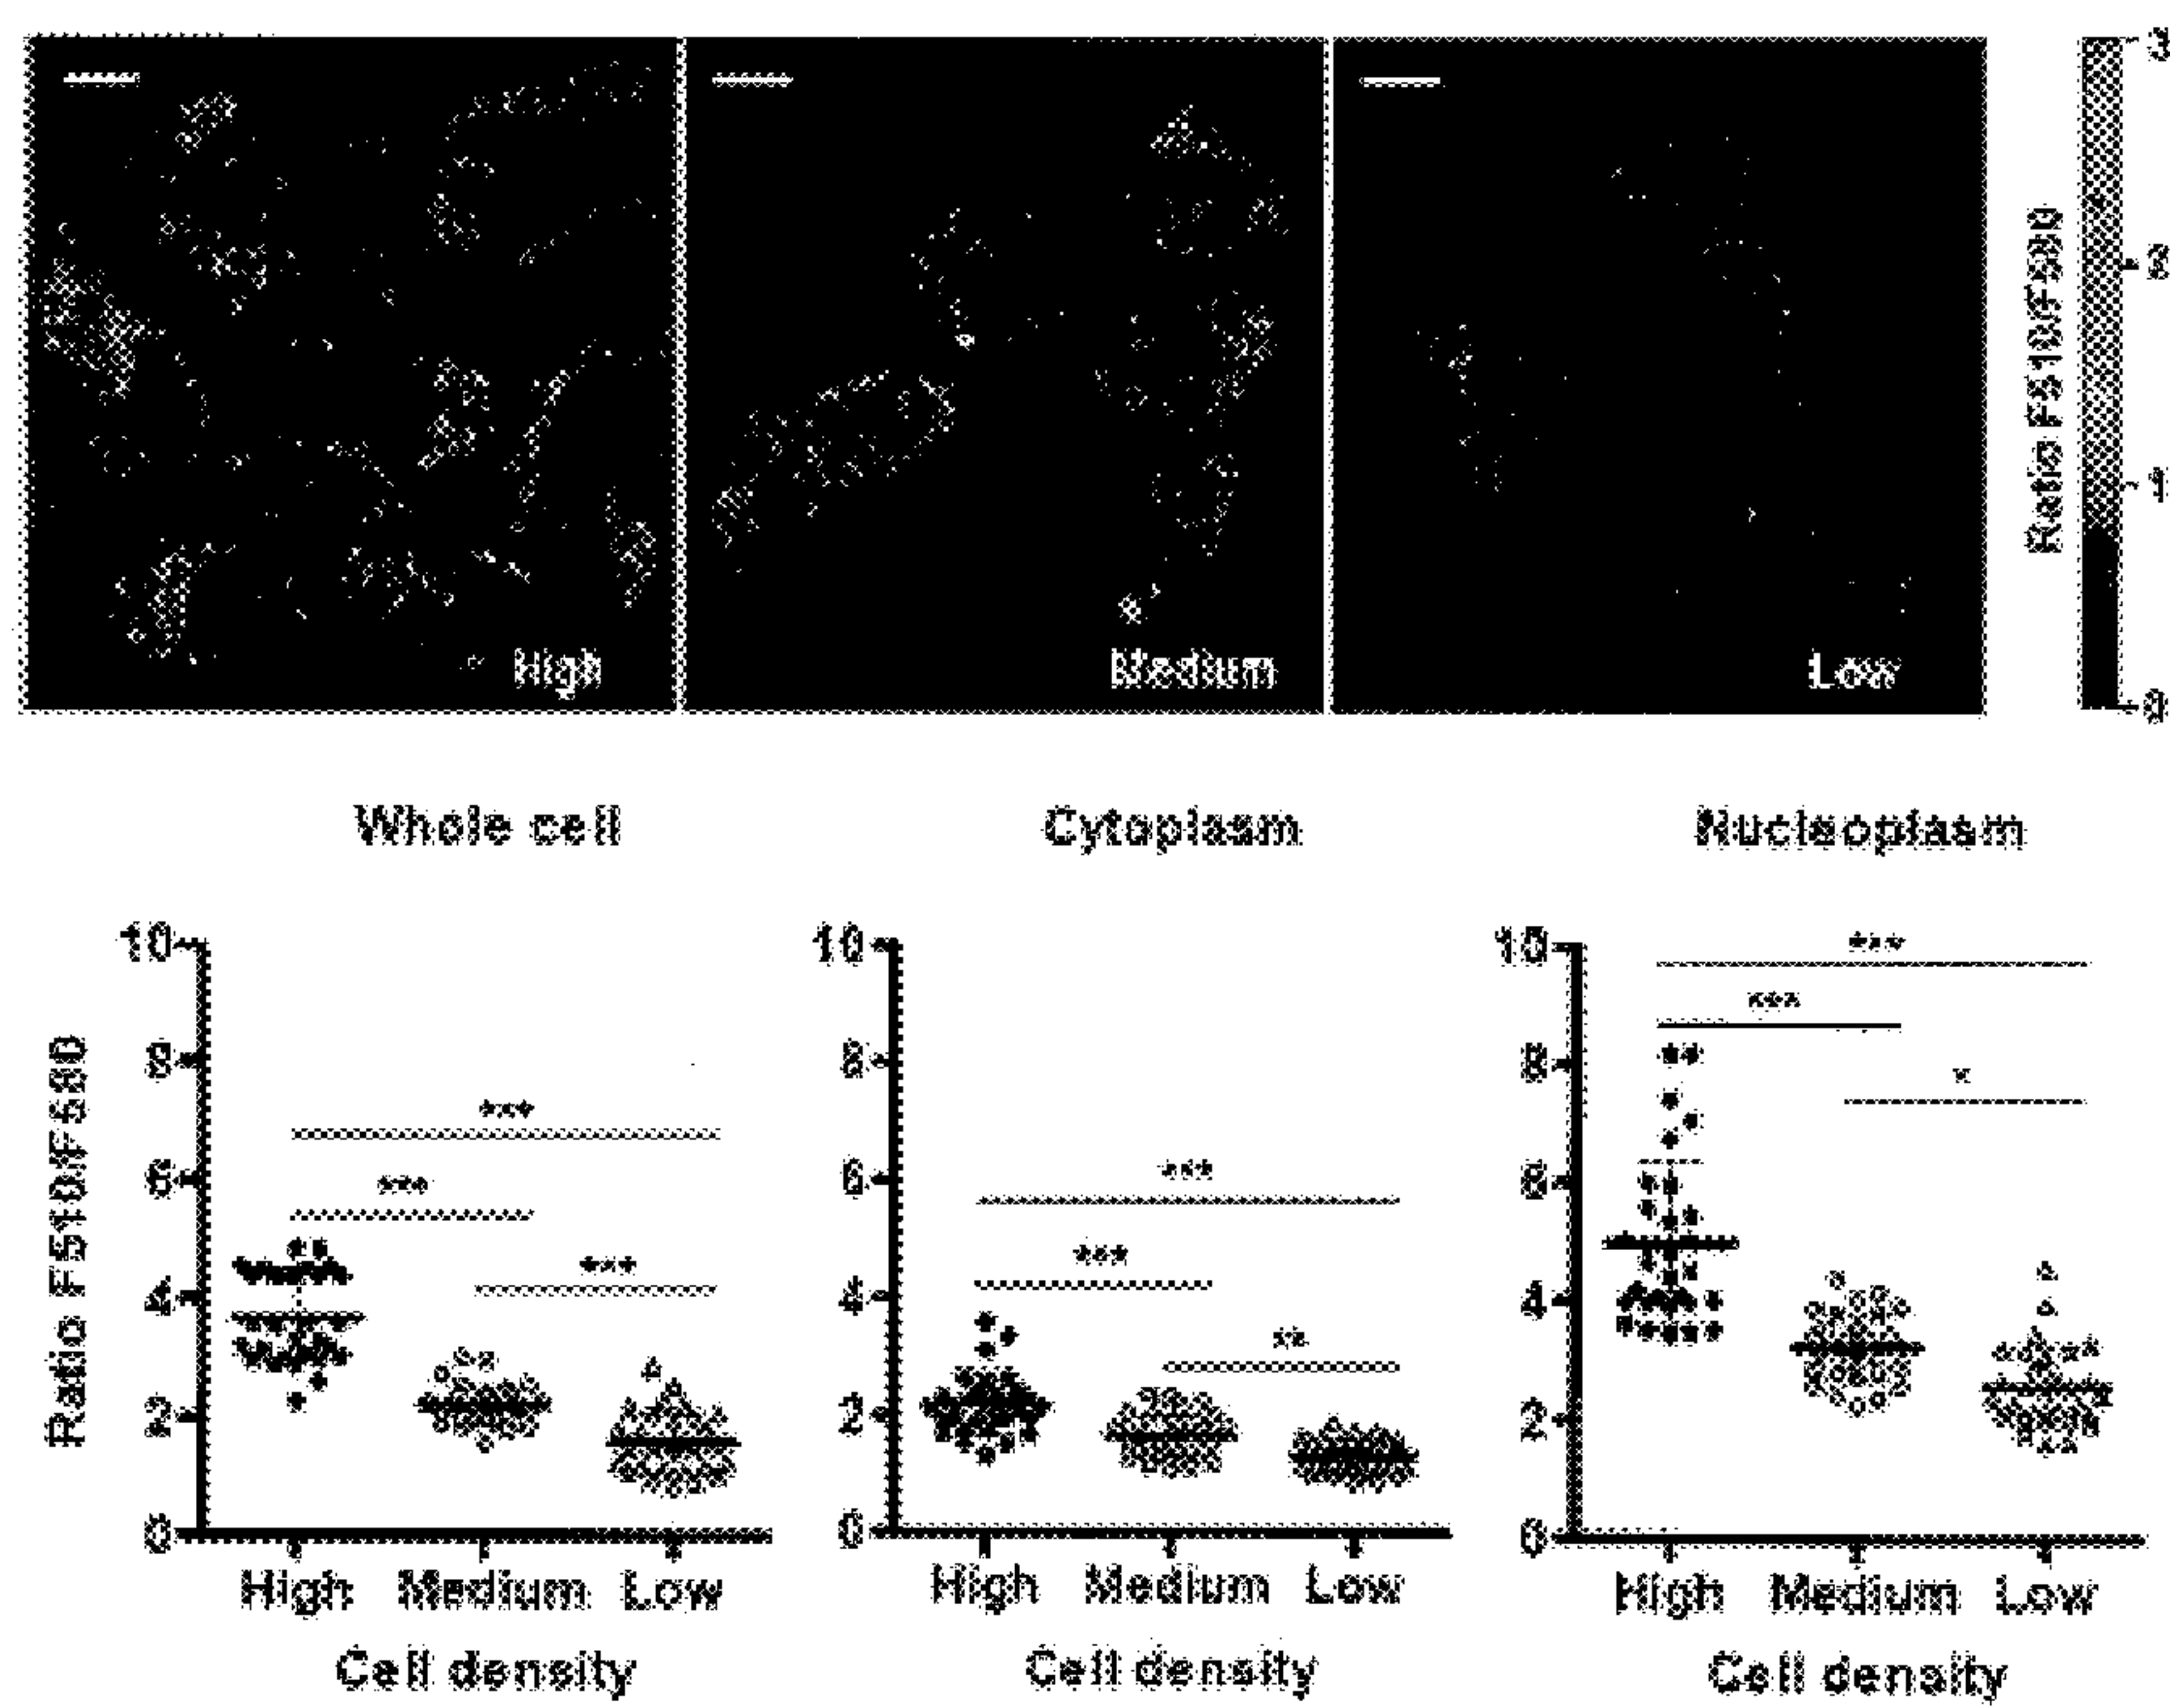 3
2
1
0
Ratio F510/F580
High
Medium
Low
Whole cell
Cytoplasm
Nucleoplasm
Ratio F510/F580
10
8
6
4
2
0
***
***
***
High Medium Low
Cell density
10
8
6
4
2
0
***
***
**
High Medium Low
Cell density
10
8
6
4
2
0
***
***
*
High Medium Low
Cell density